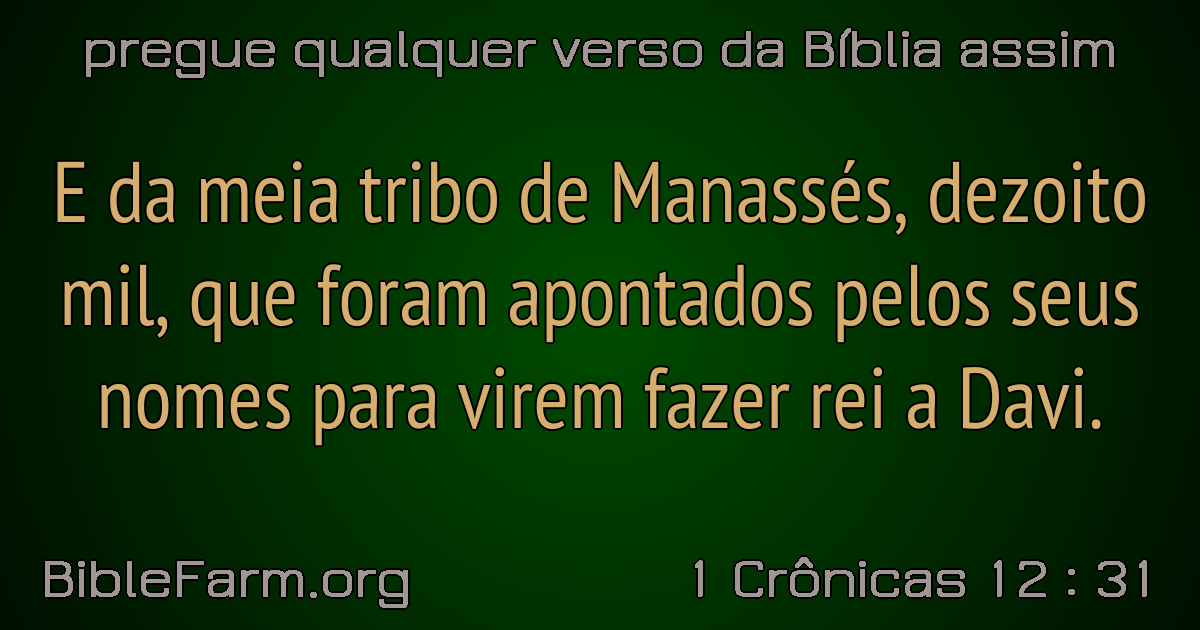 pregue qualquer verso da Bíblia assim
E da meia tribo de Manassés, dezoito
mil, que foram apontados pelos seus
nomes para virem fazer rei a Davi.
BibleFarm.org
1 Crônicas 12 : 31